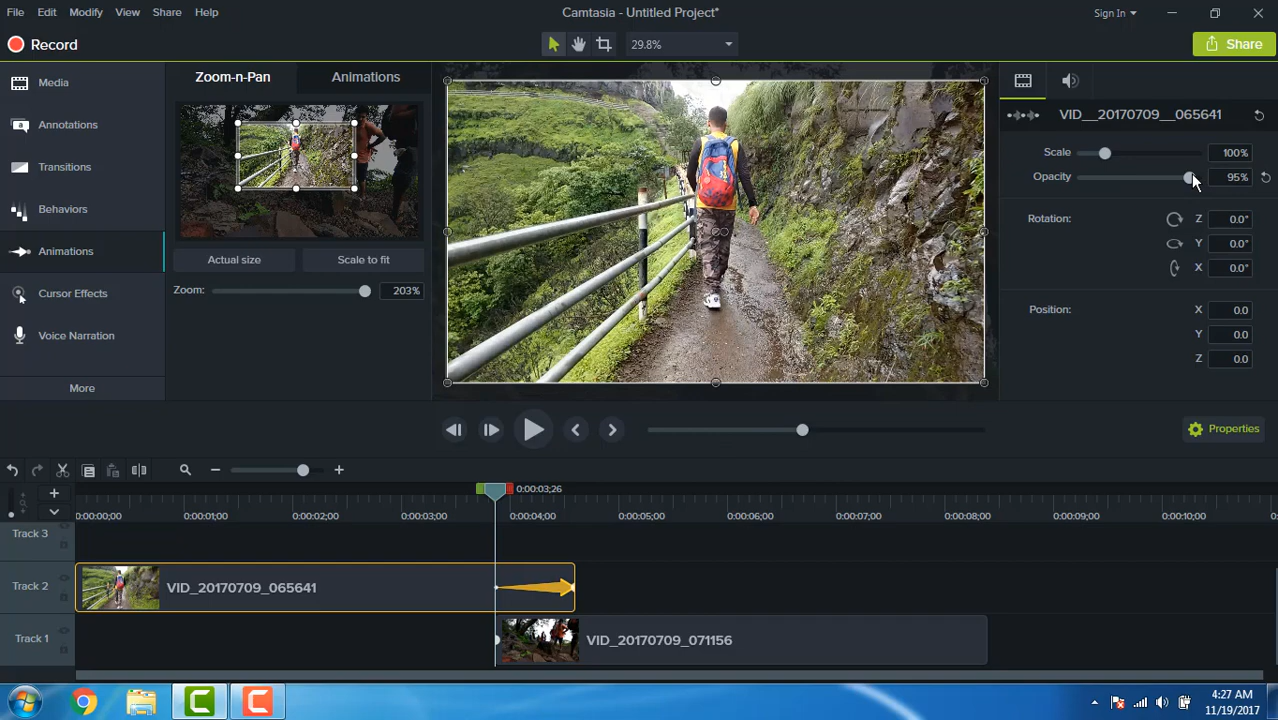 File Edit Modify View Share Help
Camtasia - Untitled Project*
Sign In
Record
29.8%
Share
Media
Annotations
Transitions
Behaviors
Animations
Cursor Effects
Voice Narration
More
Zoom-n-Pan Animations
Actual size Scale to fit
Zoom: 203%
VID__20170709__065641
Scale 100%
Opacity 95%
Rotation: Z 0.0°
Y 0.0°
X 0.0°
Position: X 0.0
Y 0.0
Z 0.0
Properties
0:00:03;26
0:00:00;00 0:00:01;00 0:00:02;00 0:00:03;00 0:00:04;00 0:00:05;00 0:00:06;00 0:00:07;00 0:00:08;00 0:00:09;00 0:00:10;00
Track 3
Track 2 VID_20170709_065641
Track 1 VID_20170709_071156
4:27 AM
11/19/2017